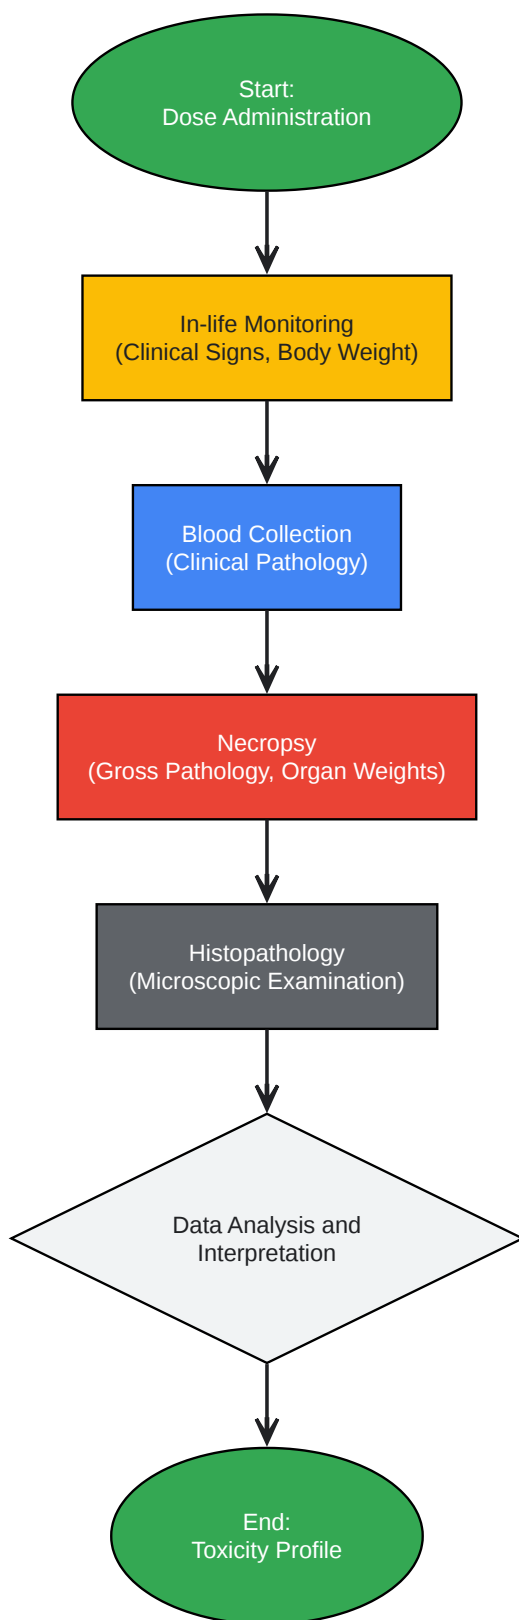 Start:
Dose Administration
In-life Monitoring
(Clinical Signs, Body Weight)
Blood Collection
(Clinical Pathology)
Necropsy
(Gross Pathology, Organ Weights)
Histopathology
(Microscopic Examination)
Data Analysis and
Interpretation
End:
Toxicity Profile